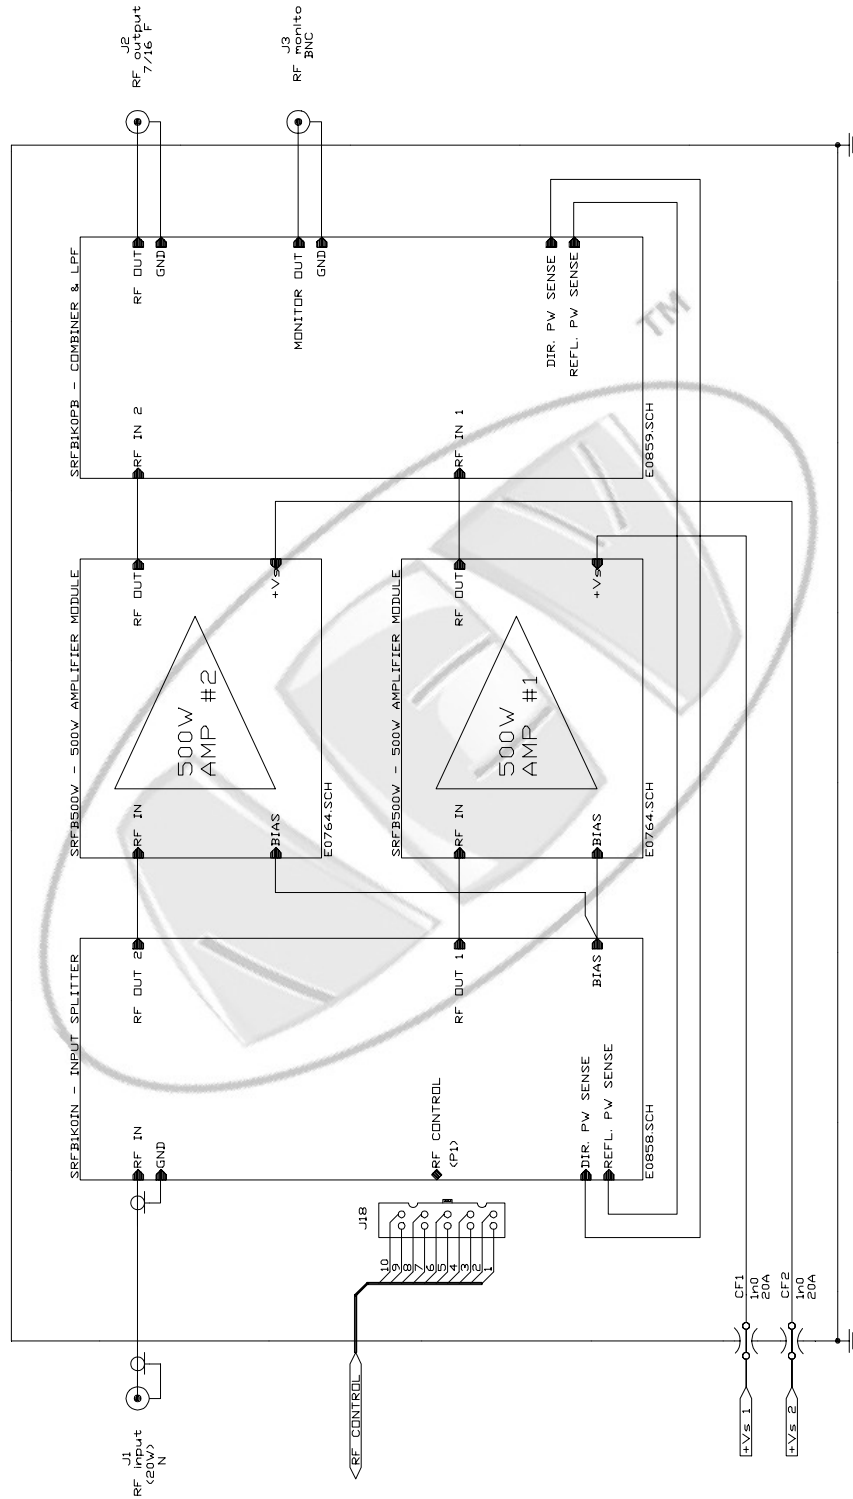 J2
RF output
7/16 F
J3
RF monito
BNC
SRFB1K0PB - COMBINER & LPF
RF OUT
GND
MONITOR OUT
GND
DIR. PW SENSE
REFL. PW SENSE
RF IN 2
RF IN 1
E0859.SCH
TM
SRFB500W - 500W AMPLIFIER MODULE
RF OUT
+Vs
500W
AMP #2
RF IN
BIAS
E0764.SCH
SRFB500W - 500W AMPLIFIER MODULE
RF OUT
+Vs
500W
AMP #1
RF IN
BIAS
E0764.SCH
SRFB1K0IN - INPUT SPLITTER
RF OUT 2
RF OUT 1
BIAS
RF IN
GND
RF CONTROL
(P1)
DIR. PW SENSE
REFL. PW SENSE
E0858.SCH
J18
10
9
8
7
6
5
4
3
2
1
RF CONTROL
CF1
1n0
20A
CF2
1n0
20A
+Vs 1
+Vs 2
J1
RF input
(20W)
N